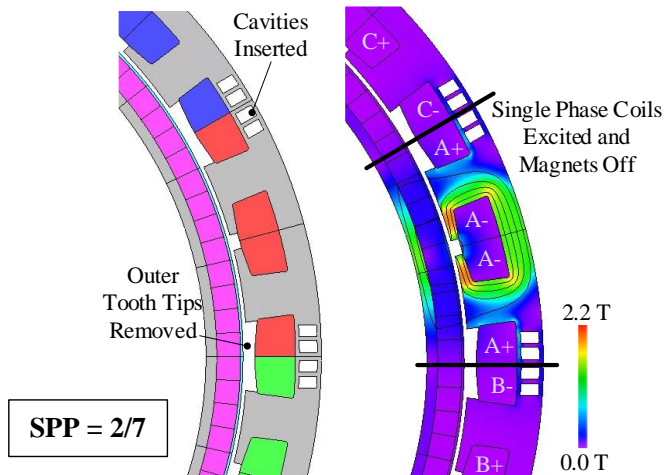 Cavities
Inserted
Outer
Tooth Tips
Removed
SPP = 2/7
C+
C-
A+
Single Phase Coils
Excited and
Magnets Off
A-
A-
A+
B-
B+
2.2 T
0.0 T